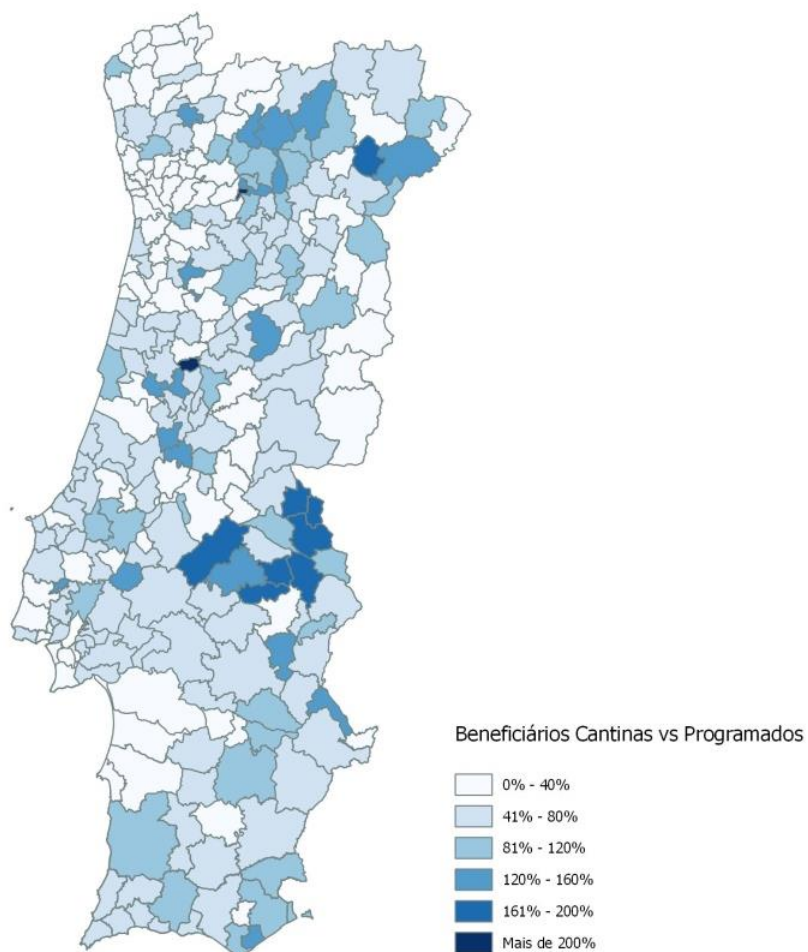 Beneficiários Cantinas vs Programados
0% - 40%
41% - 80%
81% - 120%
120% - 160%
161% - 200%
Mais de 200%